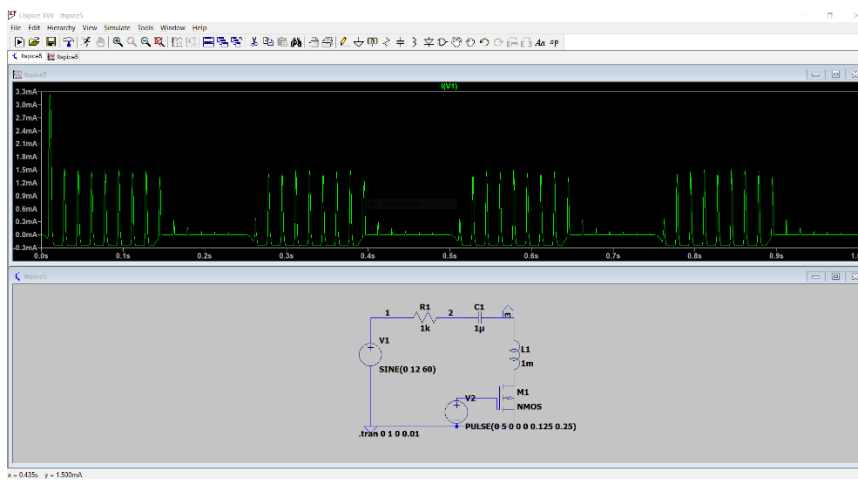 LTspice XVII - ltspice5
File Edit Hierarchy View Simulate Tools Window Help
ltspice5 ltspice5
ltspice5
I(V1)
3.3mA
3.0mA
2.7mA
2.4mA
2.1mA
1.8mA
1.5mA
1.2mA
0.9mA
0.6mA
0.3mA
0.0mA
-0.3mA
0.0s 0.1s 0.2s 0.3s 0.4s 0.5s 0.6s 0.7s 0.8s 0.9s
ltspice5
1 R1 2 C1 3
1k 1µ
V1
SINE(0 12 60)
L1
1m
V2
M1
NMOS
PULSE(0 5 0 0 0 0.125 0.25)
.tran 0 1 0 0.01
x = 0.435s y = 1.500mA